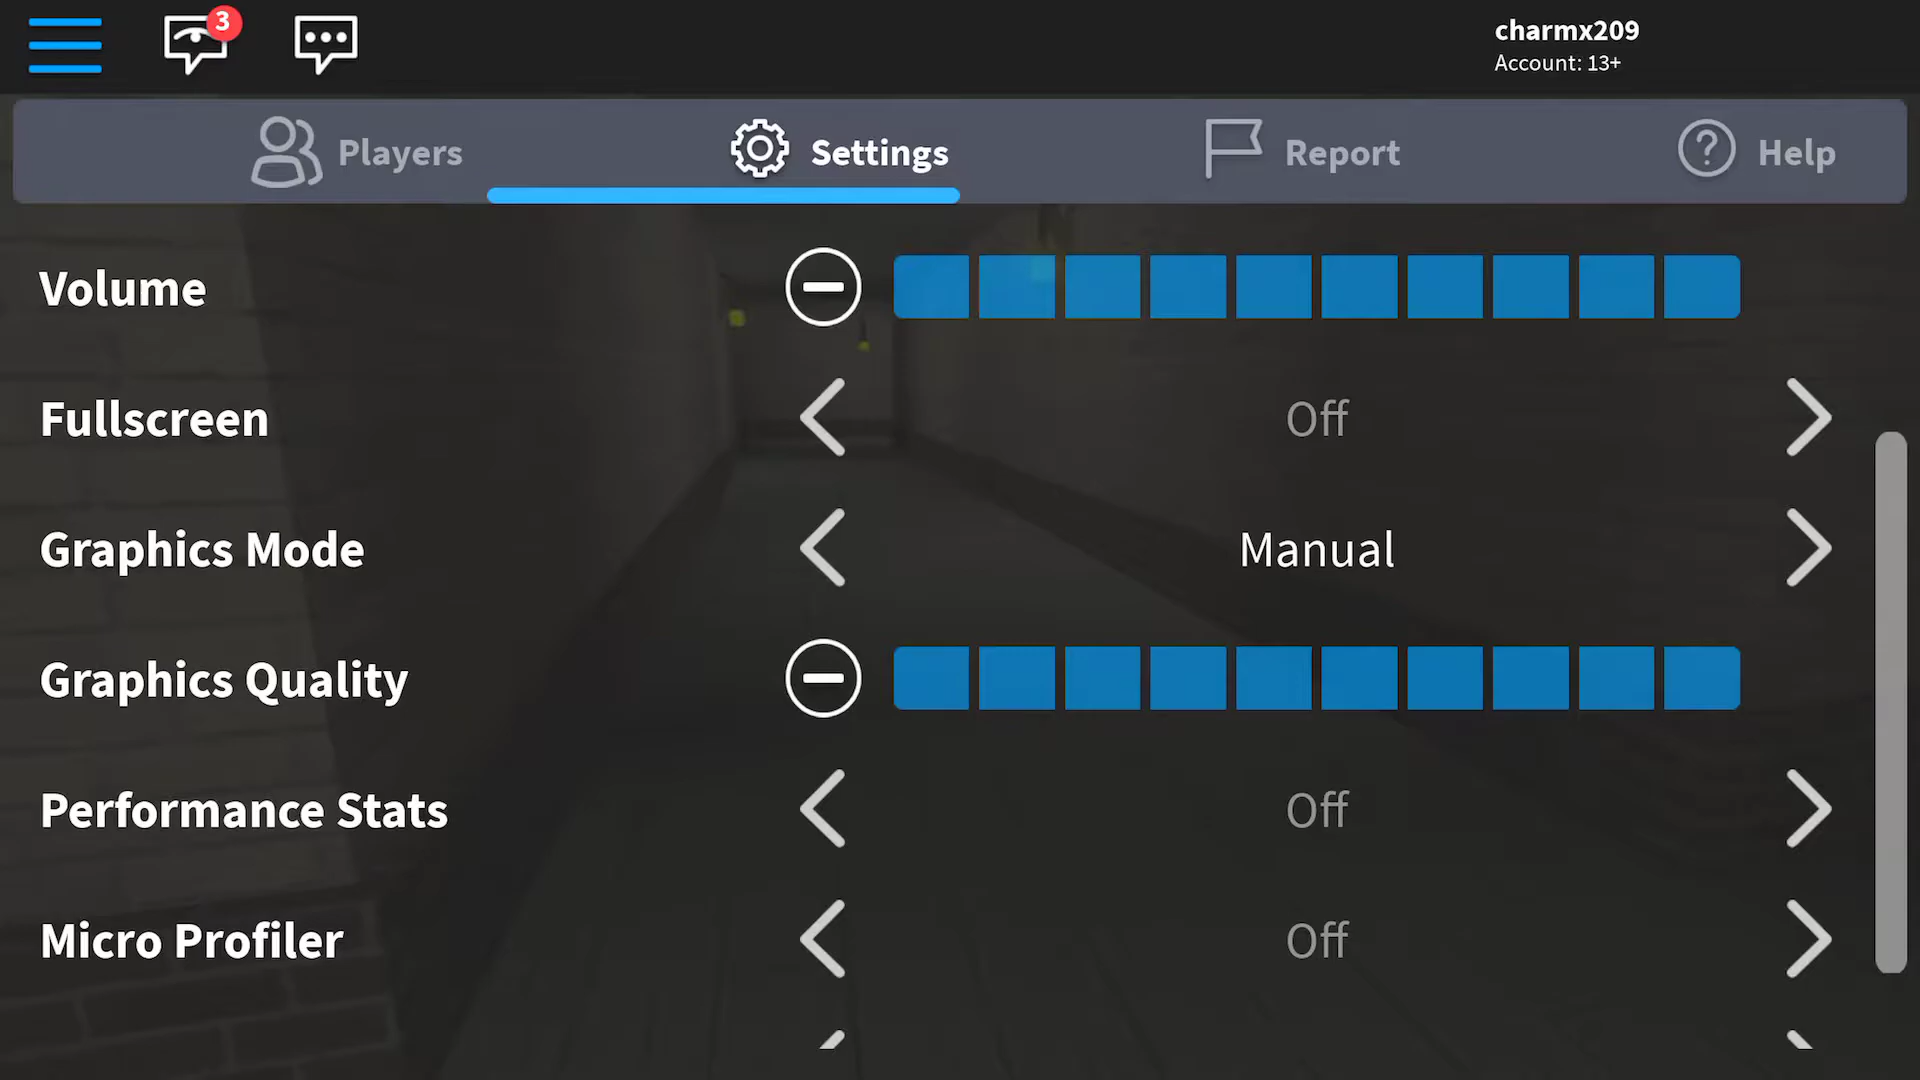 3
charmx209
Account: 13+
Players
Settings
Report
Help
Volume
Fullscreen
Off
Graphics Mode
Manual
Graphics Quality
Performance Stats
Off
Micro Profiler
Off